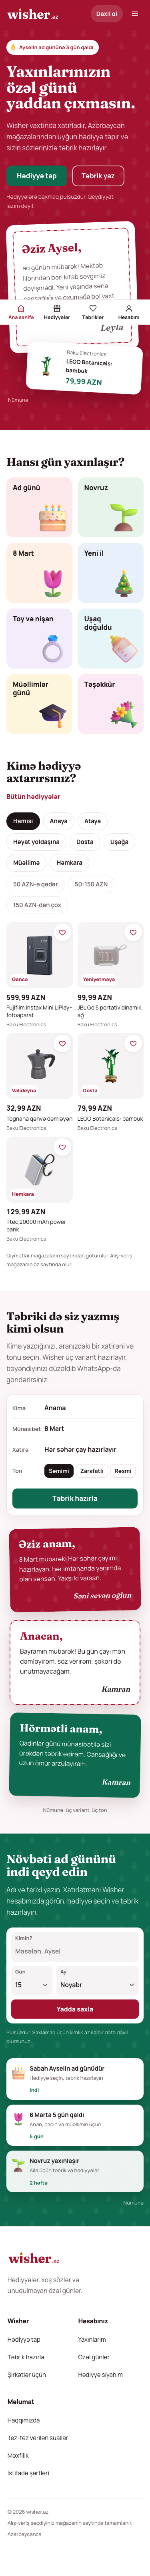 wisher.az
Daxil ol
Ayselin ad gününə 3 gün qaldı
Yaxınlarınızın
özəl günü
yaddan çıxmasın.
Wisher vaxtında xatırladır, Azərbaycan
mağazalarından uyğun hədiyyə tapır və
sizin sözlərinizlə təbrik hazırlayır.
Hədiyyə tap
Təbrik yaz
Hədiyyələrə baxmaq pulsuzdur. Qeydiyyat
lazım deyil.
Əziz Aysel,
ad günün mübarək! Məktəb
illərindən bəri kitab sevgimiz
dəyişmədi. Yeni yaşında sənə
Leyla
Ana səhifə
Hədiyyələr
Təbriklər
Hesabım
Baku Electronics
LEGO Botanicals:
bambuk
79,99 AZN
Nümunə
Hansı gün yaxınlaşır?
Ad günü
Novruz
8 Mart
Yeni il
Toy və nişan
Uşaq
doğuldu
Müəllimlər
günü
Təşəkkür
Kimə hədiyyə
axtarırsınız?
Bütün hədiyyələr
Hamısı
Anaya
Ataya
Həyat yoldaşına
Dosta
Uşağa
Müəllimə
Həmkara
50 AZN-ə qədər
50-150 AZN
150 AZN-dən çox
Gəncə
Yeniyetməyə
599,99 AZN
99,99 AZN
Fujifilm Instax Mini LiPlay+
fotoaparat
JBL Go 5 portativ dinamik,
ağ
Baku Electronics
Baku Electronics
Valideynə
Dosta
32,99 AZN
79,99 AZN
Tognana qəhvə dəmləyən
LEGO Botanicals: bambuk
Baku Electronics
Baku Electronics
Həmkara
129,99 AZN
Ttec 20000 mAh power
bank
Baku Electronics
Qiymətlər mağazaların saytından götürülür. Alış-veriş
mağazanın öz saytında olur.
Təbriki də siz yazmış
kimi olsun
Kimə yazdığınızı, aranızdakı bir xatirəni və
tonu seçin. Wisher üç variant hazırlayır,
bəyəndiyinizi düzəldib WhatsApp-da
göndərirsiniz.
Kimə
Anama
Münasibət
8 Mart
Xatirə
Hər səhər çay hazırlayır
Ton
Səmimi
Zarafatlı
Rəsmi
Təbrik hazırla
Əziz anam,
8 Mart mübarək! Hər səhər çayımı
hazırlayan, hər imtahanda yanımda
olan sənsən. Yaxşı ki varsan.
Səni sevən oğlun
Anacan,
Bayramın mübarək! Bu gün çayı mən
dəmləyirəm, söz verirəm, şəkəri də
unutmayacağam.
Kamran
Hörmətli anam,
Qadınlar günü münasibətilə sizi
ürəkdən təbrik edirəm. Cansağlığı və
uzun ömür arzulayıram.
Kamran
Nümunə: üç variant, üç ton
Növbəti ad gününü
indi qeyd edin
Adı və tarixi yazın. Xatırlatmanı Wisher
hesabınızda görün, hədiyyə seçin və təbrik
hazırlayın.
Kimin?
Məsələn, Aysel
Gün
15
Ay
Noyabr
Yadda saxla
Sabah Ayselin ad günüdür
Hədiyyə seçin, təbrik hazırlayın
indi
8 Marta 5 gün qaldı
Anan, bacın və müəllimin üçün
5 gün
Novruz yaxınlaşır
Ailə üçün təbrik və hədiyyələr
2 həftə
Nümunə
wisher.az
Hədiyyələr, xoş sözlər və
unudulmayan özəl günlər.
Wisher
Hesabınız
Hədiyyə tap
Yaxınlarım
Təbrik hazırla
Özəl günlər
Şirkətlər üçün
Hədiyyə siyahım
Məlumat
Haqqımızda
Tez-tez verilən suallar
Məxfilik
İstifadə şərtləri
© 2026 wisher.az
Alış-veriş seçdiyiniz mağazanın saytında tamamlanır.
Azərbaycanca